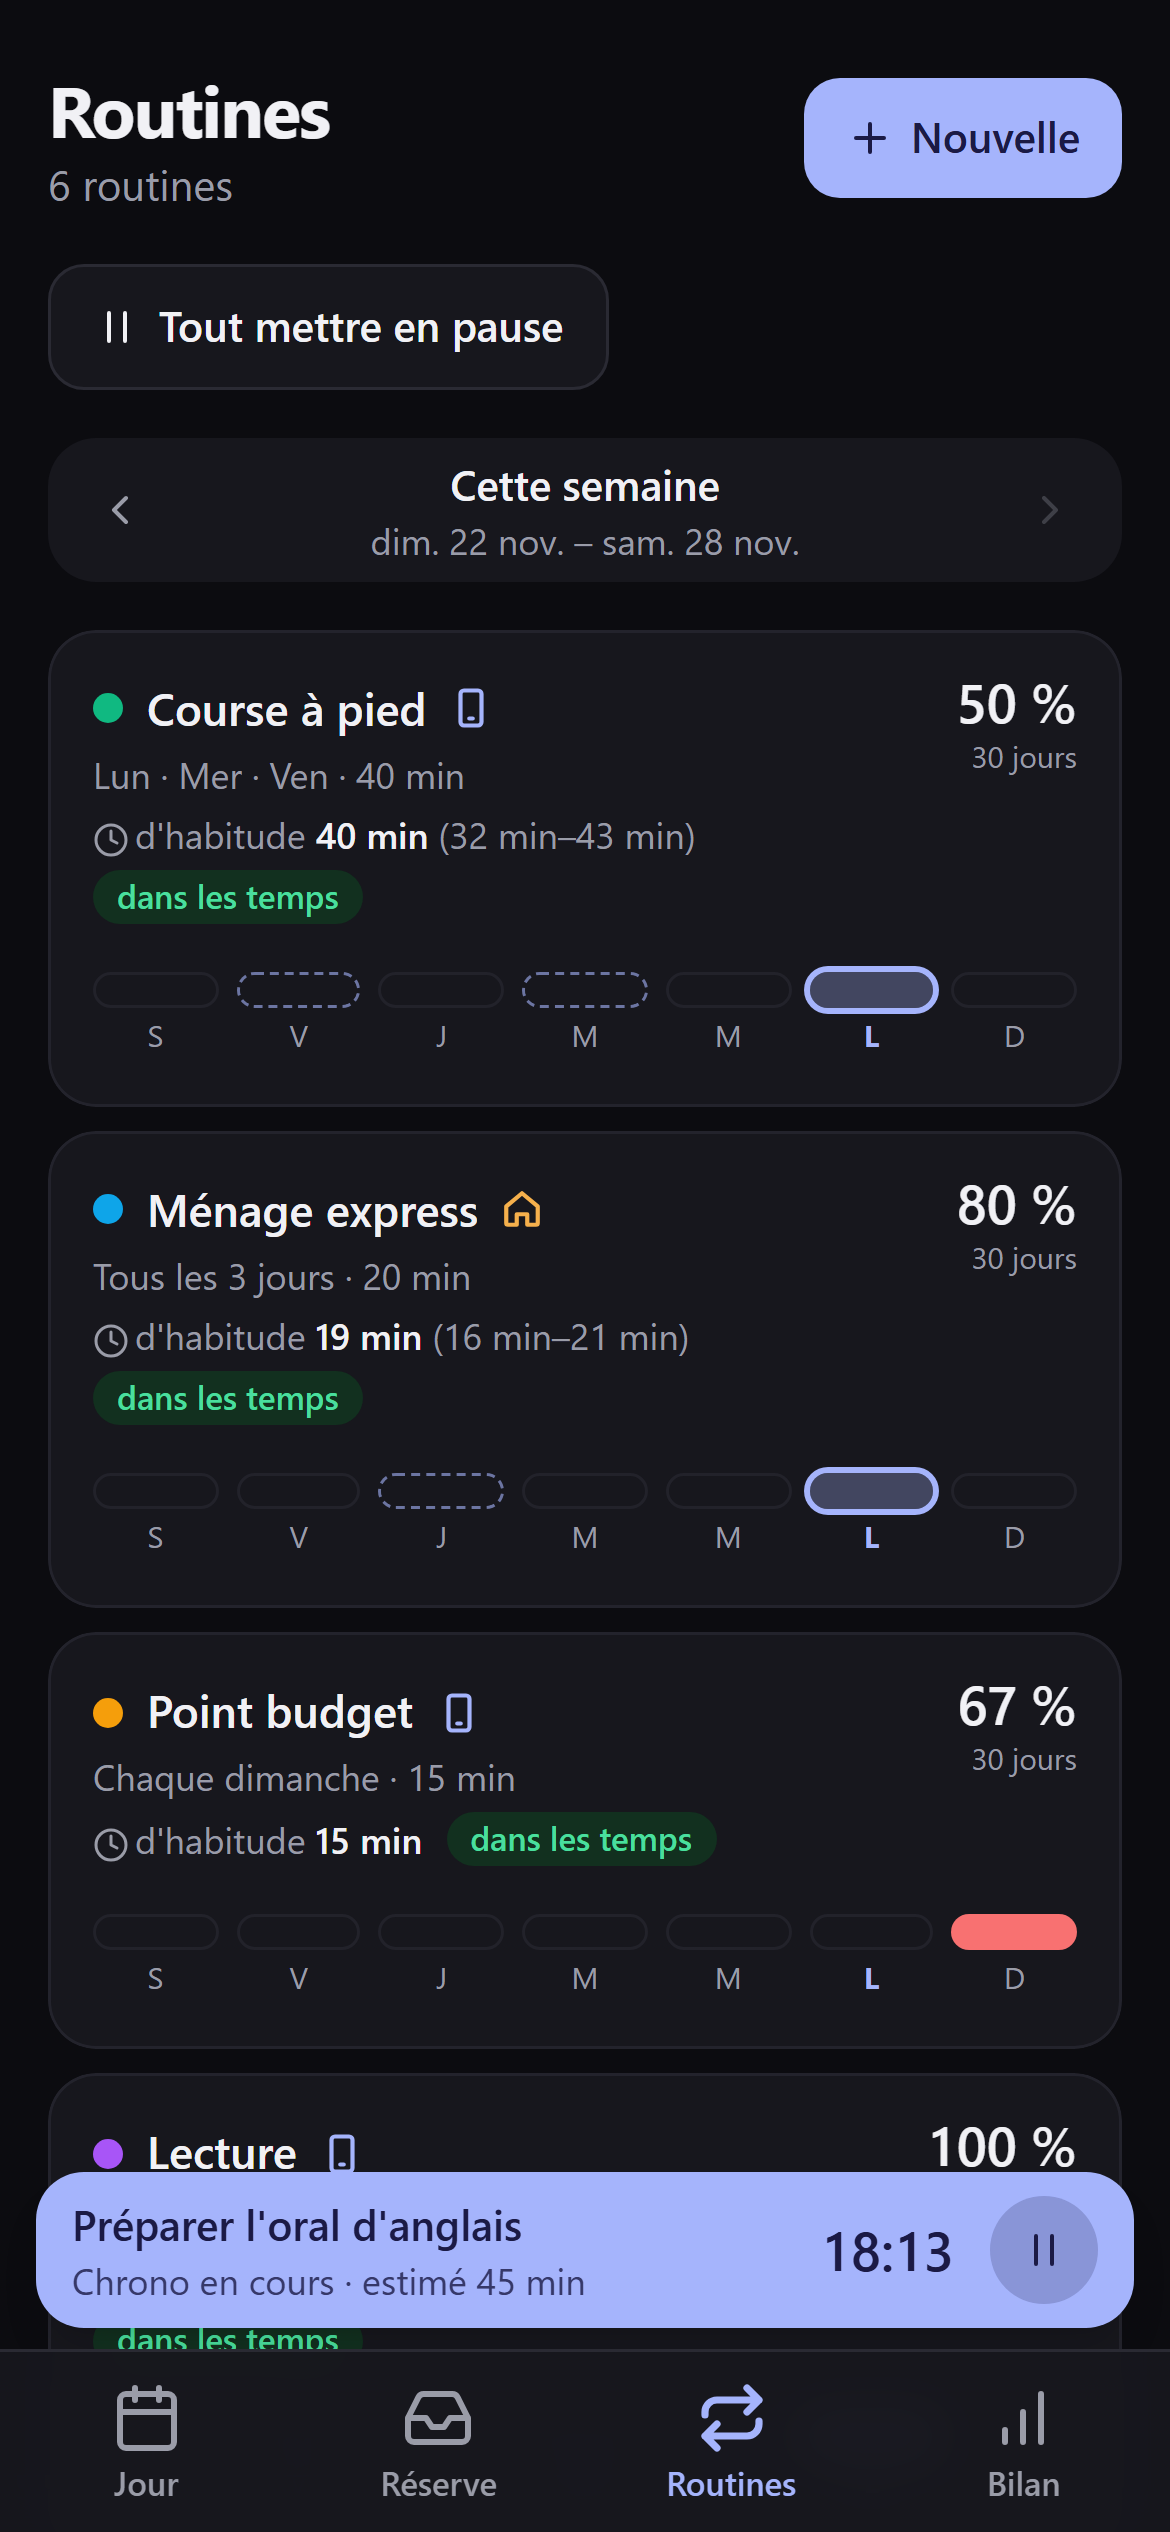 Routines
6 routines
Nouvelle
Tout mettre en pause
Cette semaine
dim. 22 nov. – sam. 28 nov.
Course à pied
50 %
30 jours
Lun · Mer · Ven · 40 min
d'habitude 40 min (32 min–43 min)
dans les temps
S V J M M L D
Ménage express
80 %
30 jours
Tous les 3 jours · 20 min
d'habitude 19 min (16 min–21 min)
dans les temps
S V J M M L D
Point budget
67 %
30 jours
Chaque dimanche · 15 min
d'habitude 15 min dans les temps
S V J M M L D
Lecture
100 %
Préparer l'oral d'anglais
Chrono en cours · estimé 45 min
18:13
dans les temps
Jour
Réserve
Routines
Bilan